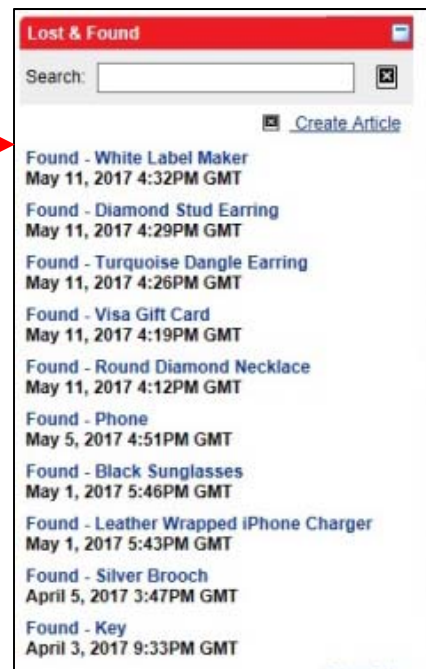 Lost & Found
Search:
Create Article
Found - White Label Maker
May 11, 2017 4:32PM GMT
Found - Diamond Stud Earring
May 11, 2017 4:29PM GMT
Found - Turquoise Dangle Earring
May 11, 2017 4:26PM GMT
Found - Visa Gift Card
May 11, 2017 4:19PM GMT
Found - Round Diamond Necklace
May 11, 2017 4:12PM GMT
Found - Phone
May 5, 2017 4:51PM GMT
Found - Black Sunglasses
May 1, 2017 5:46PM GMT
Found - Leather Wrapped iPhone Charger
May 1, 2017 5:43PM GMT
Found - Silver Brooch
April 5, 2017 3:47PM GMT
Found - Key
April 3, 2017 9:33PM GMT